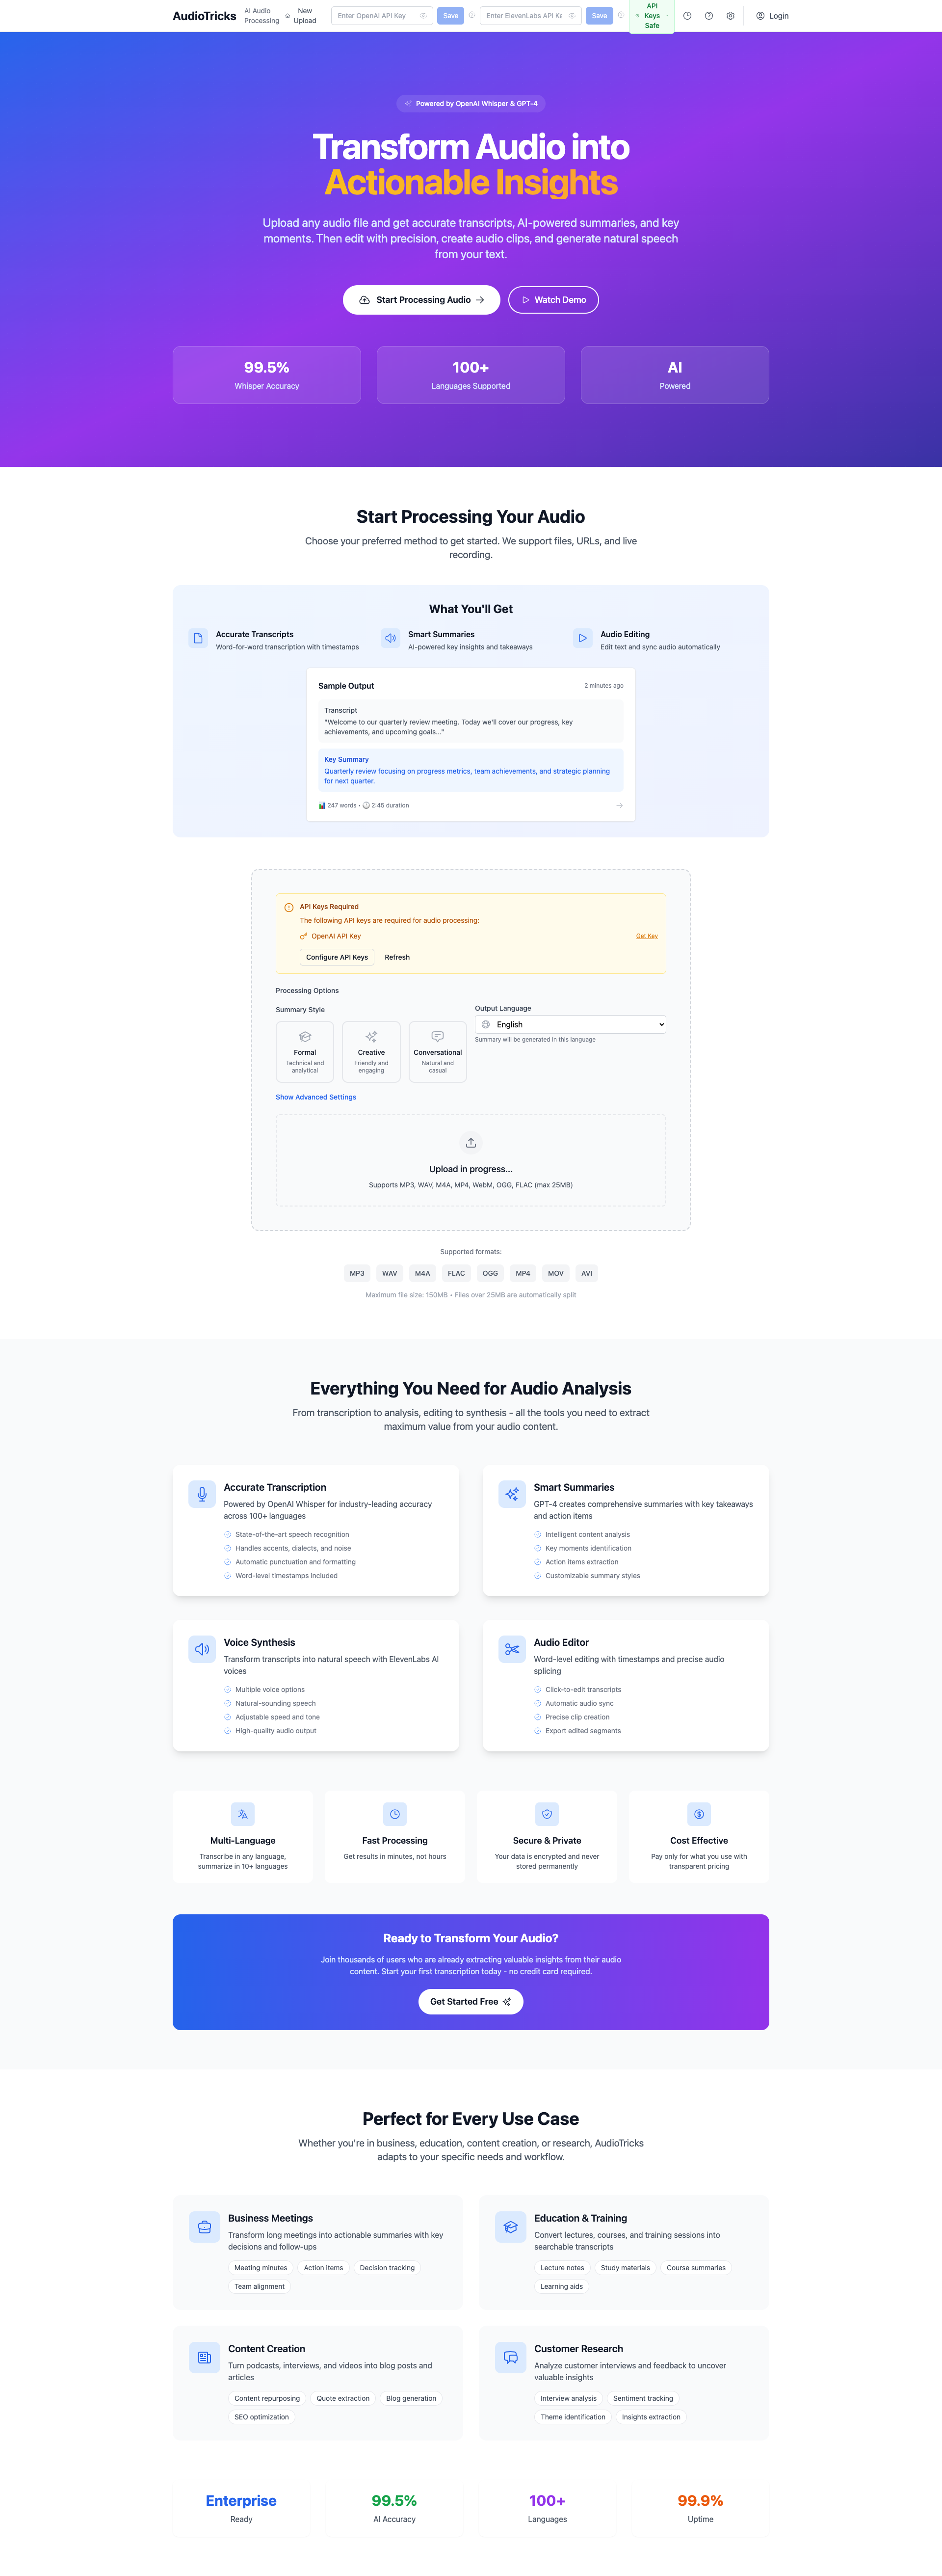 AudioTricks
AI Audio
Processing
New
Upload
Enter OpenAI API Key
Save
Enter ElevenLabs API Ke
Save
API
Keys
Safe
Login
Powered by OpenAI Whisper & GPT-4
Transform Audio into
Actionable Insights
Upload any audio file and get accurate transcripts, AI-powered summaries, and key
moments. Then edit with precision, create audio clips, and generate natural speech
from your text.
Start Processing Audio
Watch Demo
99.5%
Whisper Accuracy
100+
Languages Supported
AI
Powered
Start Processing Your Audio
Choose your preferred method to get started. We support files, URLs, and live
recording.
What You'll Get
Accurate Transcripts
Word-for-word transcription with timestamps
Smart Summaries
AI-powered key insights and takeaways
Audio Editing
Edit text and sync audio automatically
Sample Output
2 minutes ago
Transcript
"Welcome to our quarterly review meeting. Today we'll cover our progress, key
achievements, and upcoming goals..."
Key Summary
Quarterly review focusing on progress metrics, team achievements, and strategic planning
for next quarter.
247 words • 2:45 duration
API Keys Required
The following API keys are required for audio processing:
OpenAI API Key
Get Key
Configure API Keys
Refresh
Processing Options
Summary Style
Formal
Technical and
analytical
Creative
Friendly and
engaging
Conversational
Natural and
casual
Output Language
English
Summary will be generated in this language
Show Advanced Settings
Upload in progress...
Supports MP3, WAV, M4A, MP4, WebM, OGG, FLAC (max 25MB)
Supported formats:
MP3
WAV
M4A
FLAC
OGG
MP4
MOV
AVI
Maximum file size: 150MB • Files over 25MB are automatically split
Everything You Need for Audio Analysis
From transcription to analysis, editing to synthesis - all the tools you need to extract
maximum value from your audio content.
Accurate Transcription
Powered by OpenAI Whisper for industry-leading accuracy
across 100+ languages
State-of-the-art speech recognition
Handles accents, dialects, and noise
Automatic punctuation and formatting
Word-level timestamps included
Smart Summaries
GPT-4 creates comprehensive summaries with key takeaways
and action items
Intelligent content analysis
Key moments identification
Action items extraction
Customizable summary styles
Voice Synthesis
Transform transcripts into natural speech with ElevenLabs AI
voices
Multiple voice options
Natural-sounding speech
Adjustable speed and tone
High-quality audio output
Audio Editor
Word-level editing with timestamps and precise audio
splicing
Click-to-edit transcripts
Automatic audio sync
Precise clip creation
Export edited segments
Multi-Language
Transcribe in any language,
summarize in 10+ languages
Fast Processing
Get results in minutes, not hours
Secure & Private
Your data is encrypted and never
stored permanently
Cost Effective
Pay only for what you use with
transparent pricing
Ready to Transform Your Audio?
Join thousands of users who are already extracting valuable insights from their audio
content. Start your first transcription today - no credit card required.
Get Started Free
Perfect for Every Use Case
Whether you're in business, education, content creation, or research, AudioTricks
adapts to your specific needs and workflow.
Business Meetings
Transform long meetings into actionable summaries with key
decisions and follow-ups
Meeting minutes
Action items
Decision tracking
Team alignment
Education & Training
Convert lectures, courses, and training sessions into
searchable transcripts
Lecture notes
Study materials
Course summaries
Learning aids
Content Creation
Turn podcasts, interviews, and videos into blog posts and
articles
Content repurposing
Quote extraction
Blog generation
SEO optimization
Customer Research
Analyze customer interviews and feedback to uncover
valuable insights
Interview analysis
Sentiment tracking
Theme identification
Insights extraction
Enterprise
Ready
99.5%
AI Accuracy
100+
Languages
99.9%
Uptime